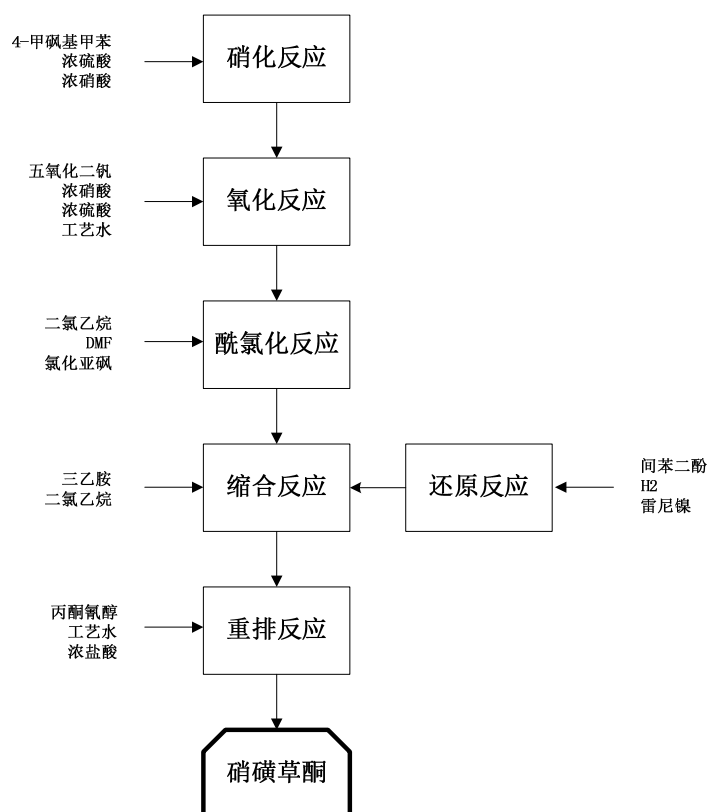 4-甲砜基甲苯
浓硫酸
浓硝酸
硝化反应
五氧化二钒
浓硝酸
浓硫酸
工艺水
氧化反应
二氯乙烷
DMF
氯化亚砜
酰氯化反应
三乙胺
二氯乙烷
缩合反应
还原反应
间苯二酚
H2
雷尼镍
丙酮氰醇
工艺水
浓盐酸
重排反应
硝磺草酮